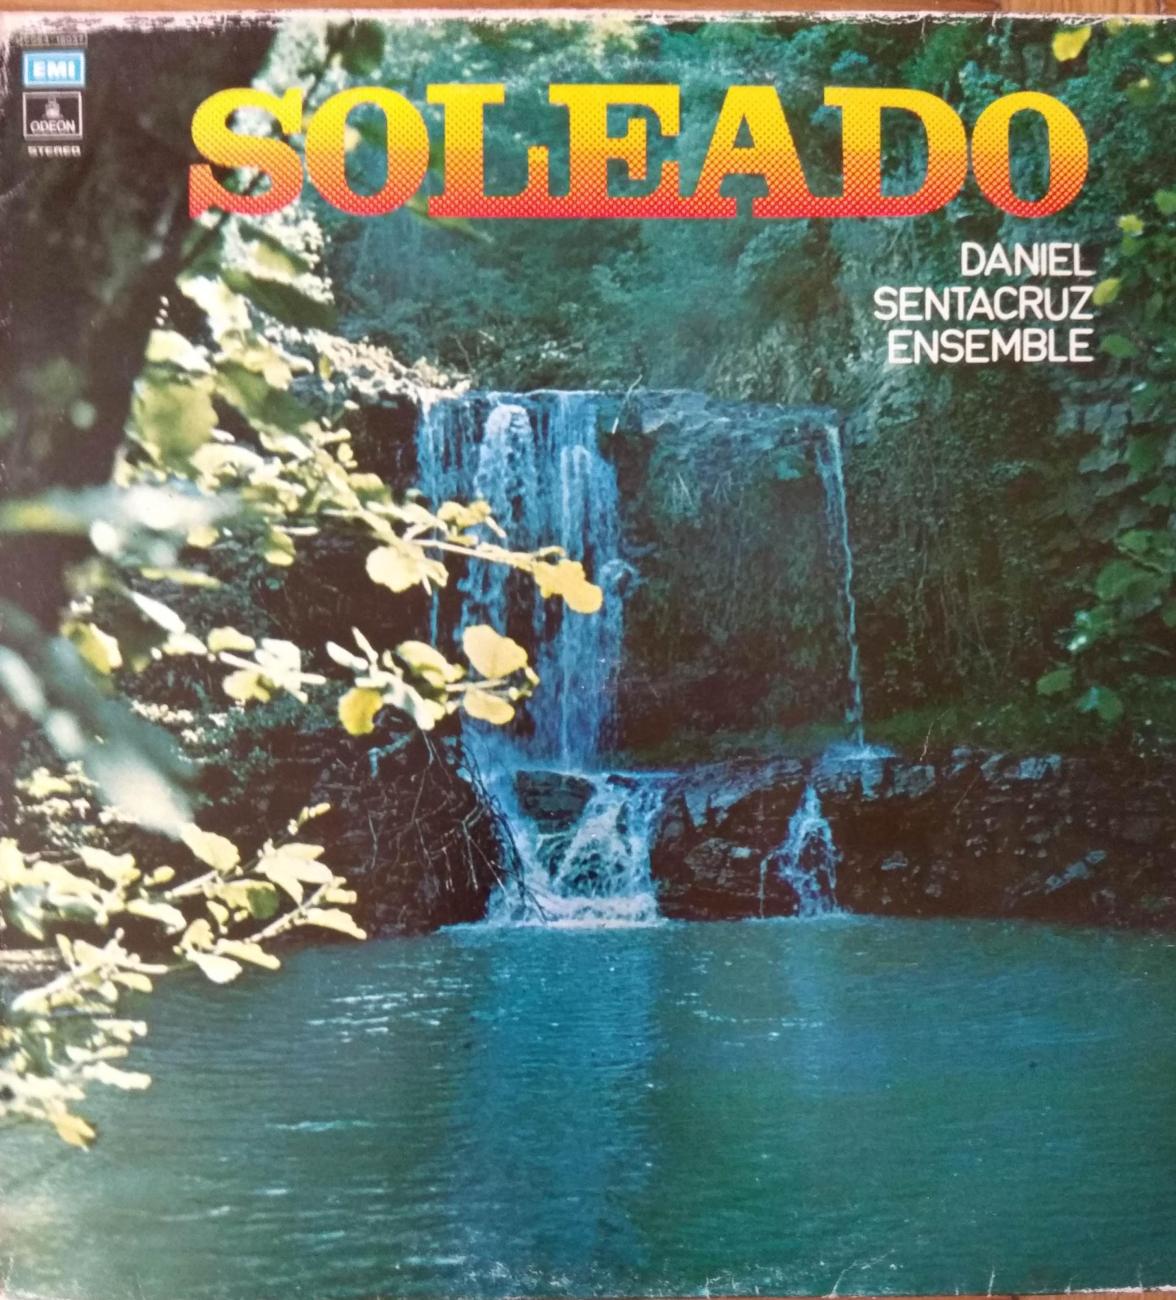 EMI
ODEON
STEREO
SOLEADO
DANIEL
SENTACRUZ
ENSEMBLE